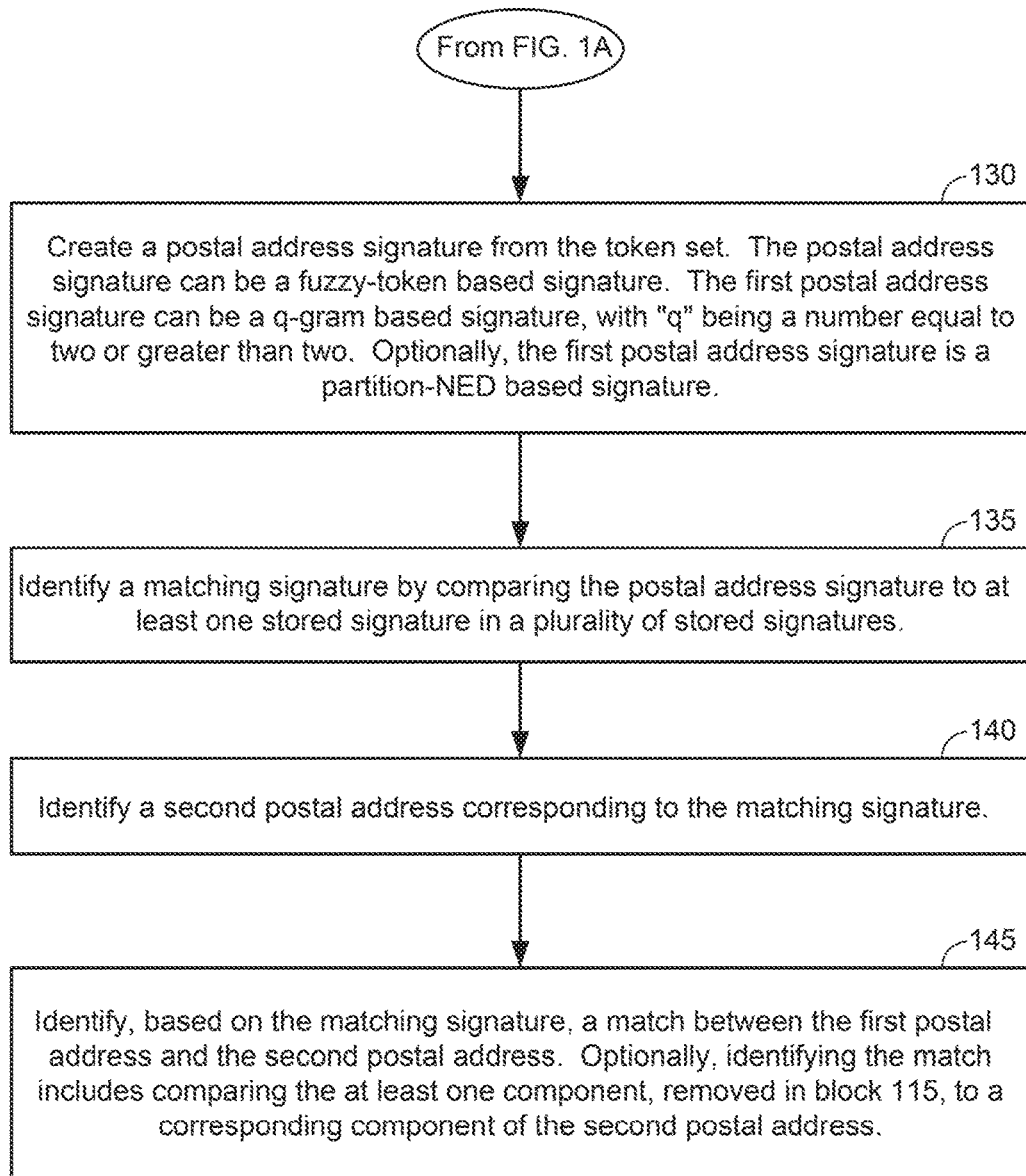 From FIG. 1A
130
Create a postal address signature from the token set. The postal address
signature can be a fuzzy-token based signature. The first postal address
signature can be a q-gram based signature, with "q" being a number equal to
two or greater than two. Optionally, the first postal address signature is a
partition-NED based signature.
135
Identify a matching signature by comparing the postal address signature to at
least one stored signature in a plurality of stored signatures.
140
Identify a second postal address corresponding to the matching signature.
145
Identify, based on the matching signature, a match between the first postal
address and the second postal address. Optionally, identifying the match
includes comparing the at least one component, removed in block 115, to a
corresponding component of the second postal address.